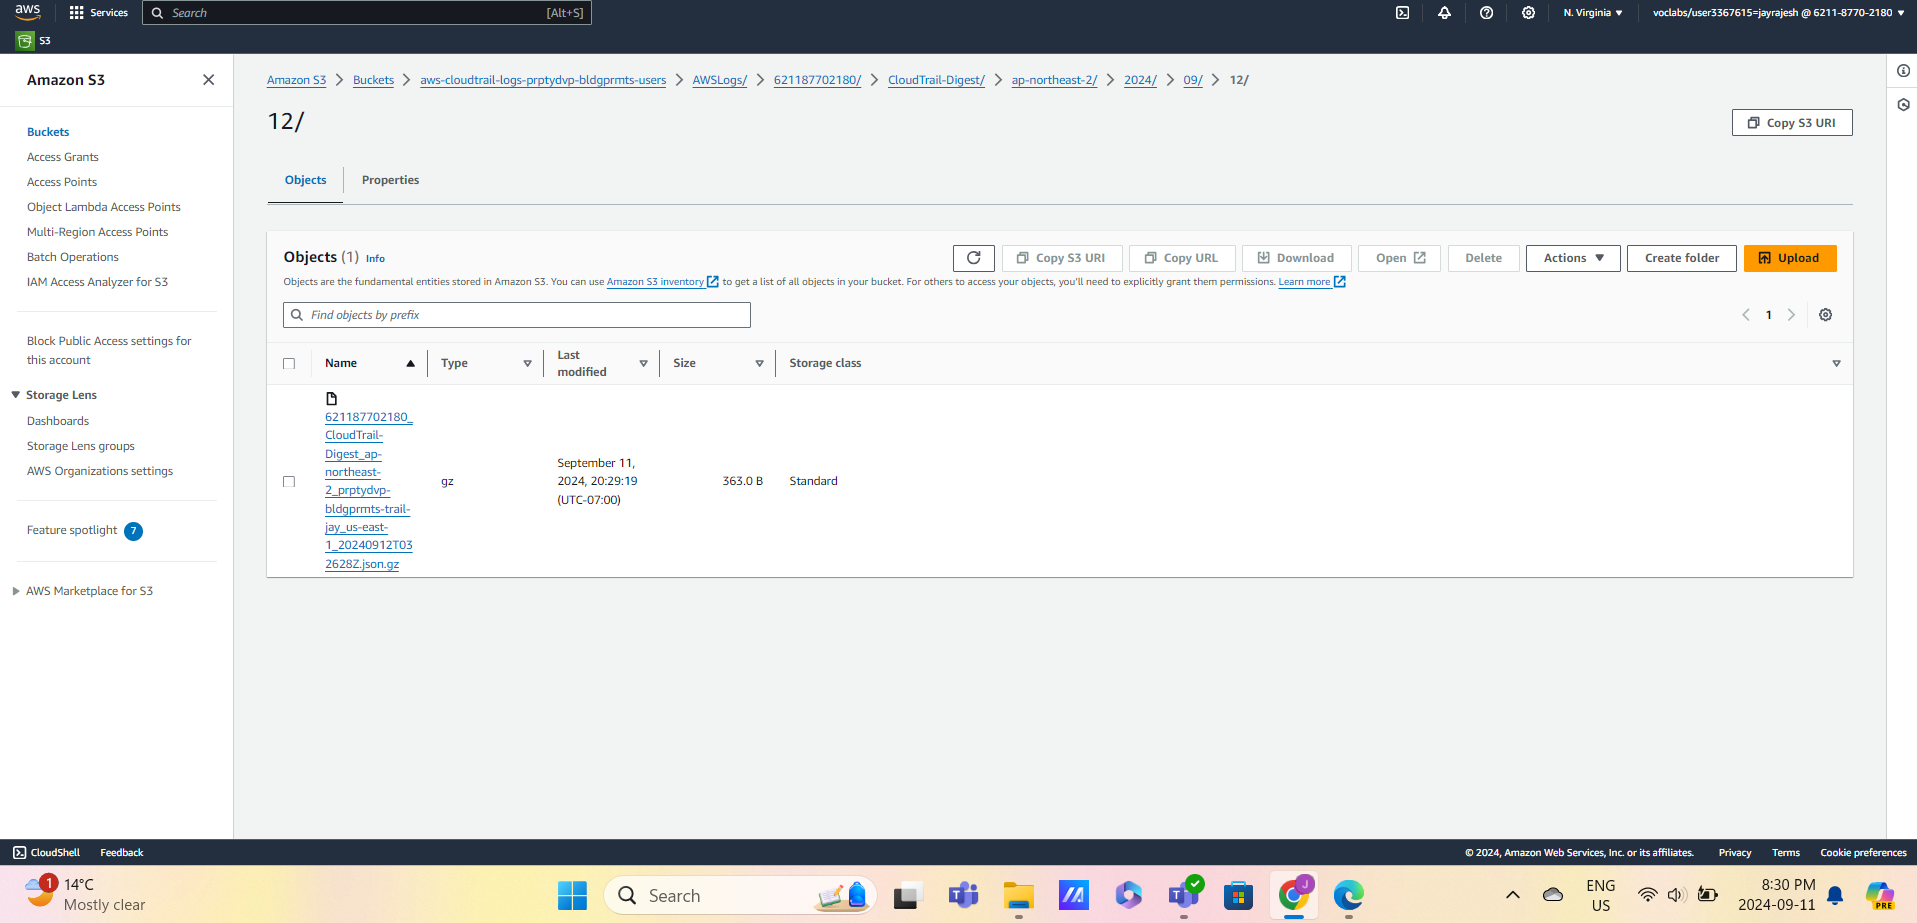 aws
Services
Search
[Alt+S]
N. Virginia
voclabs/user3367615=jayrajesh @ 6211-8770-2180
S3
Amazon S3
Buckets
Access Grants
Access Points
Object Lambda Access Points
Multi-Region Access Points
Batch Operations
IAM Access Analyzer for S3
Block Public Access settings for
this account
Storage Lens
Dashboards
Storage Lens groups
AWS Organizations settings
Feature spotlight 7
AWS Marketplace for S3
Amazon S3 Buckets aws-cloudtrail-logs-prptydvp-bldgprmts-users AWSLogs/ 621187702180/ CloudTrail-Digest/ ap-northeast-2/ 2024/ 09/ 12/
12/
Copy S3 URI
Objects
Properties
Objects (1) Info
Copy S3 URI
Copy URL
Download
Open
Delete
Actions
Create folder
Upload
Objects are the fundamental entities stored in Amazon S3. You can use Amazon S3 inventory to get a list of all objects in your bucket. For others to access your objects, you'll need to explicitly grant them permissions. Learn more
Find objects by prefix
1
Name
Type
Last
modified
Size
Storage class
621187702180_
CloudTrail-
Digest_ap-
northeast-
2_prptydvp-
bldgprmts-trail-
jay_us-east-
1_20240912T03
2628Z.json.gz
gz
September 11,
2024, 20:29:19
(UTC-07:00)
363.0 B
Standard
CloudShell
Feedback
© 2024, Amazon Web Services, Inc. or its affiliates.
Privacy
Terms
Cookie preferences
1
14°C
Mostly clear
Search
J
ENG
US
8:30 PM
2024-09-11
PRE